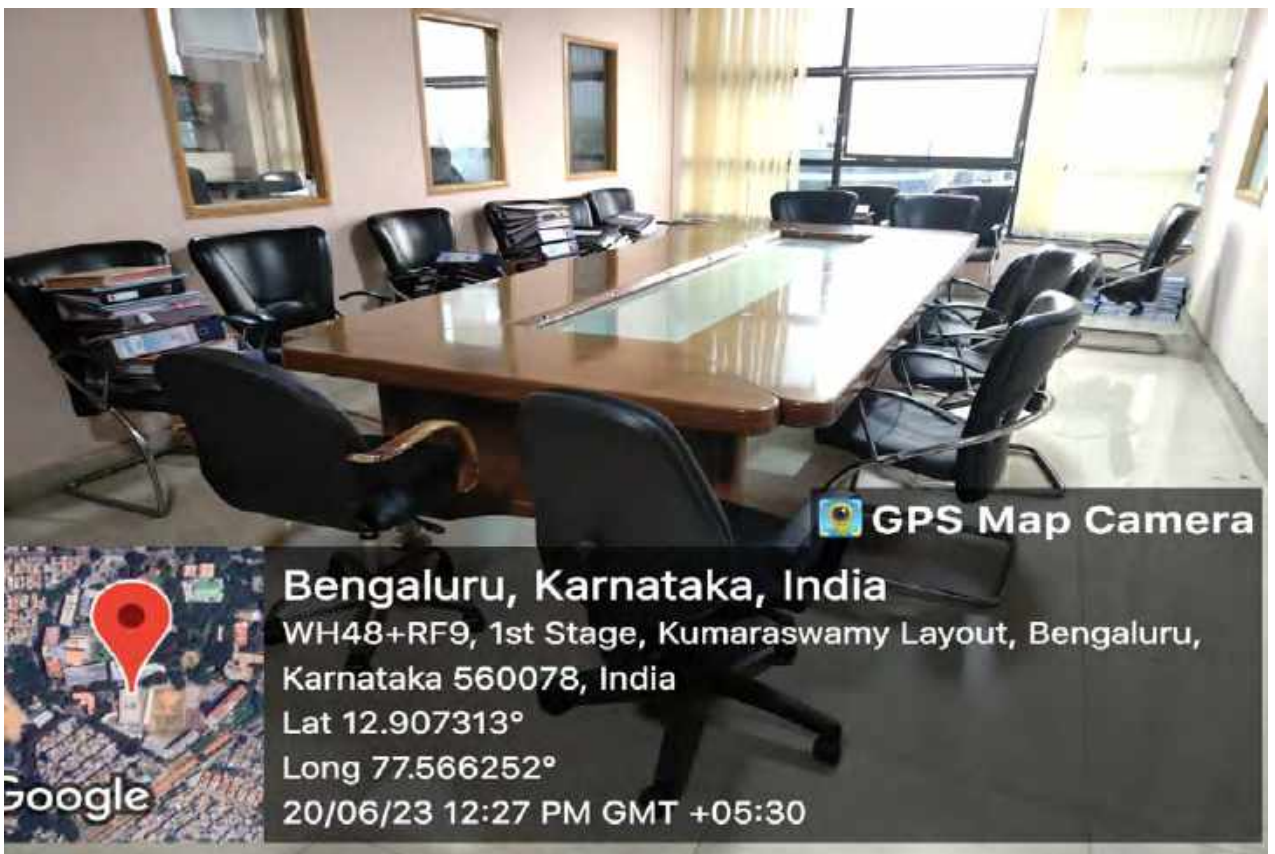 GPS Map Camera
Bengaluru, Karnataka, India
WH48+RF9, 1st Stage, Kumaraswamy Layout, Bengaluru,
Karnataka 560078, India
Lat 12.907313°
Long 77.566252°
20/06/23 12:27 PM GMT +05:30
Google